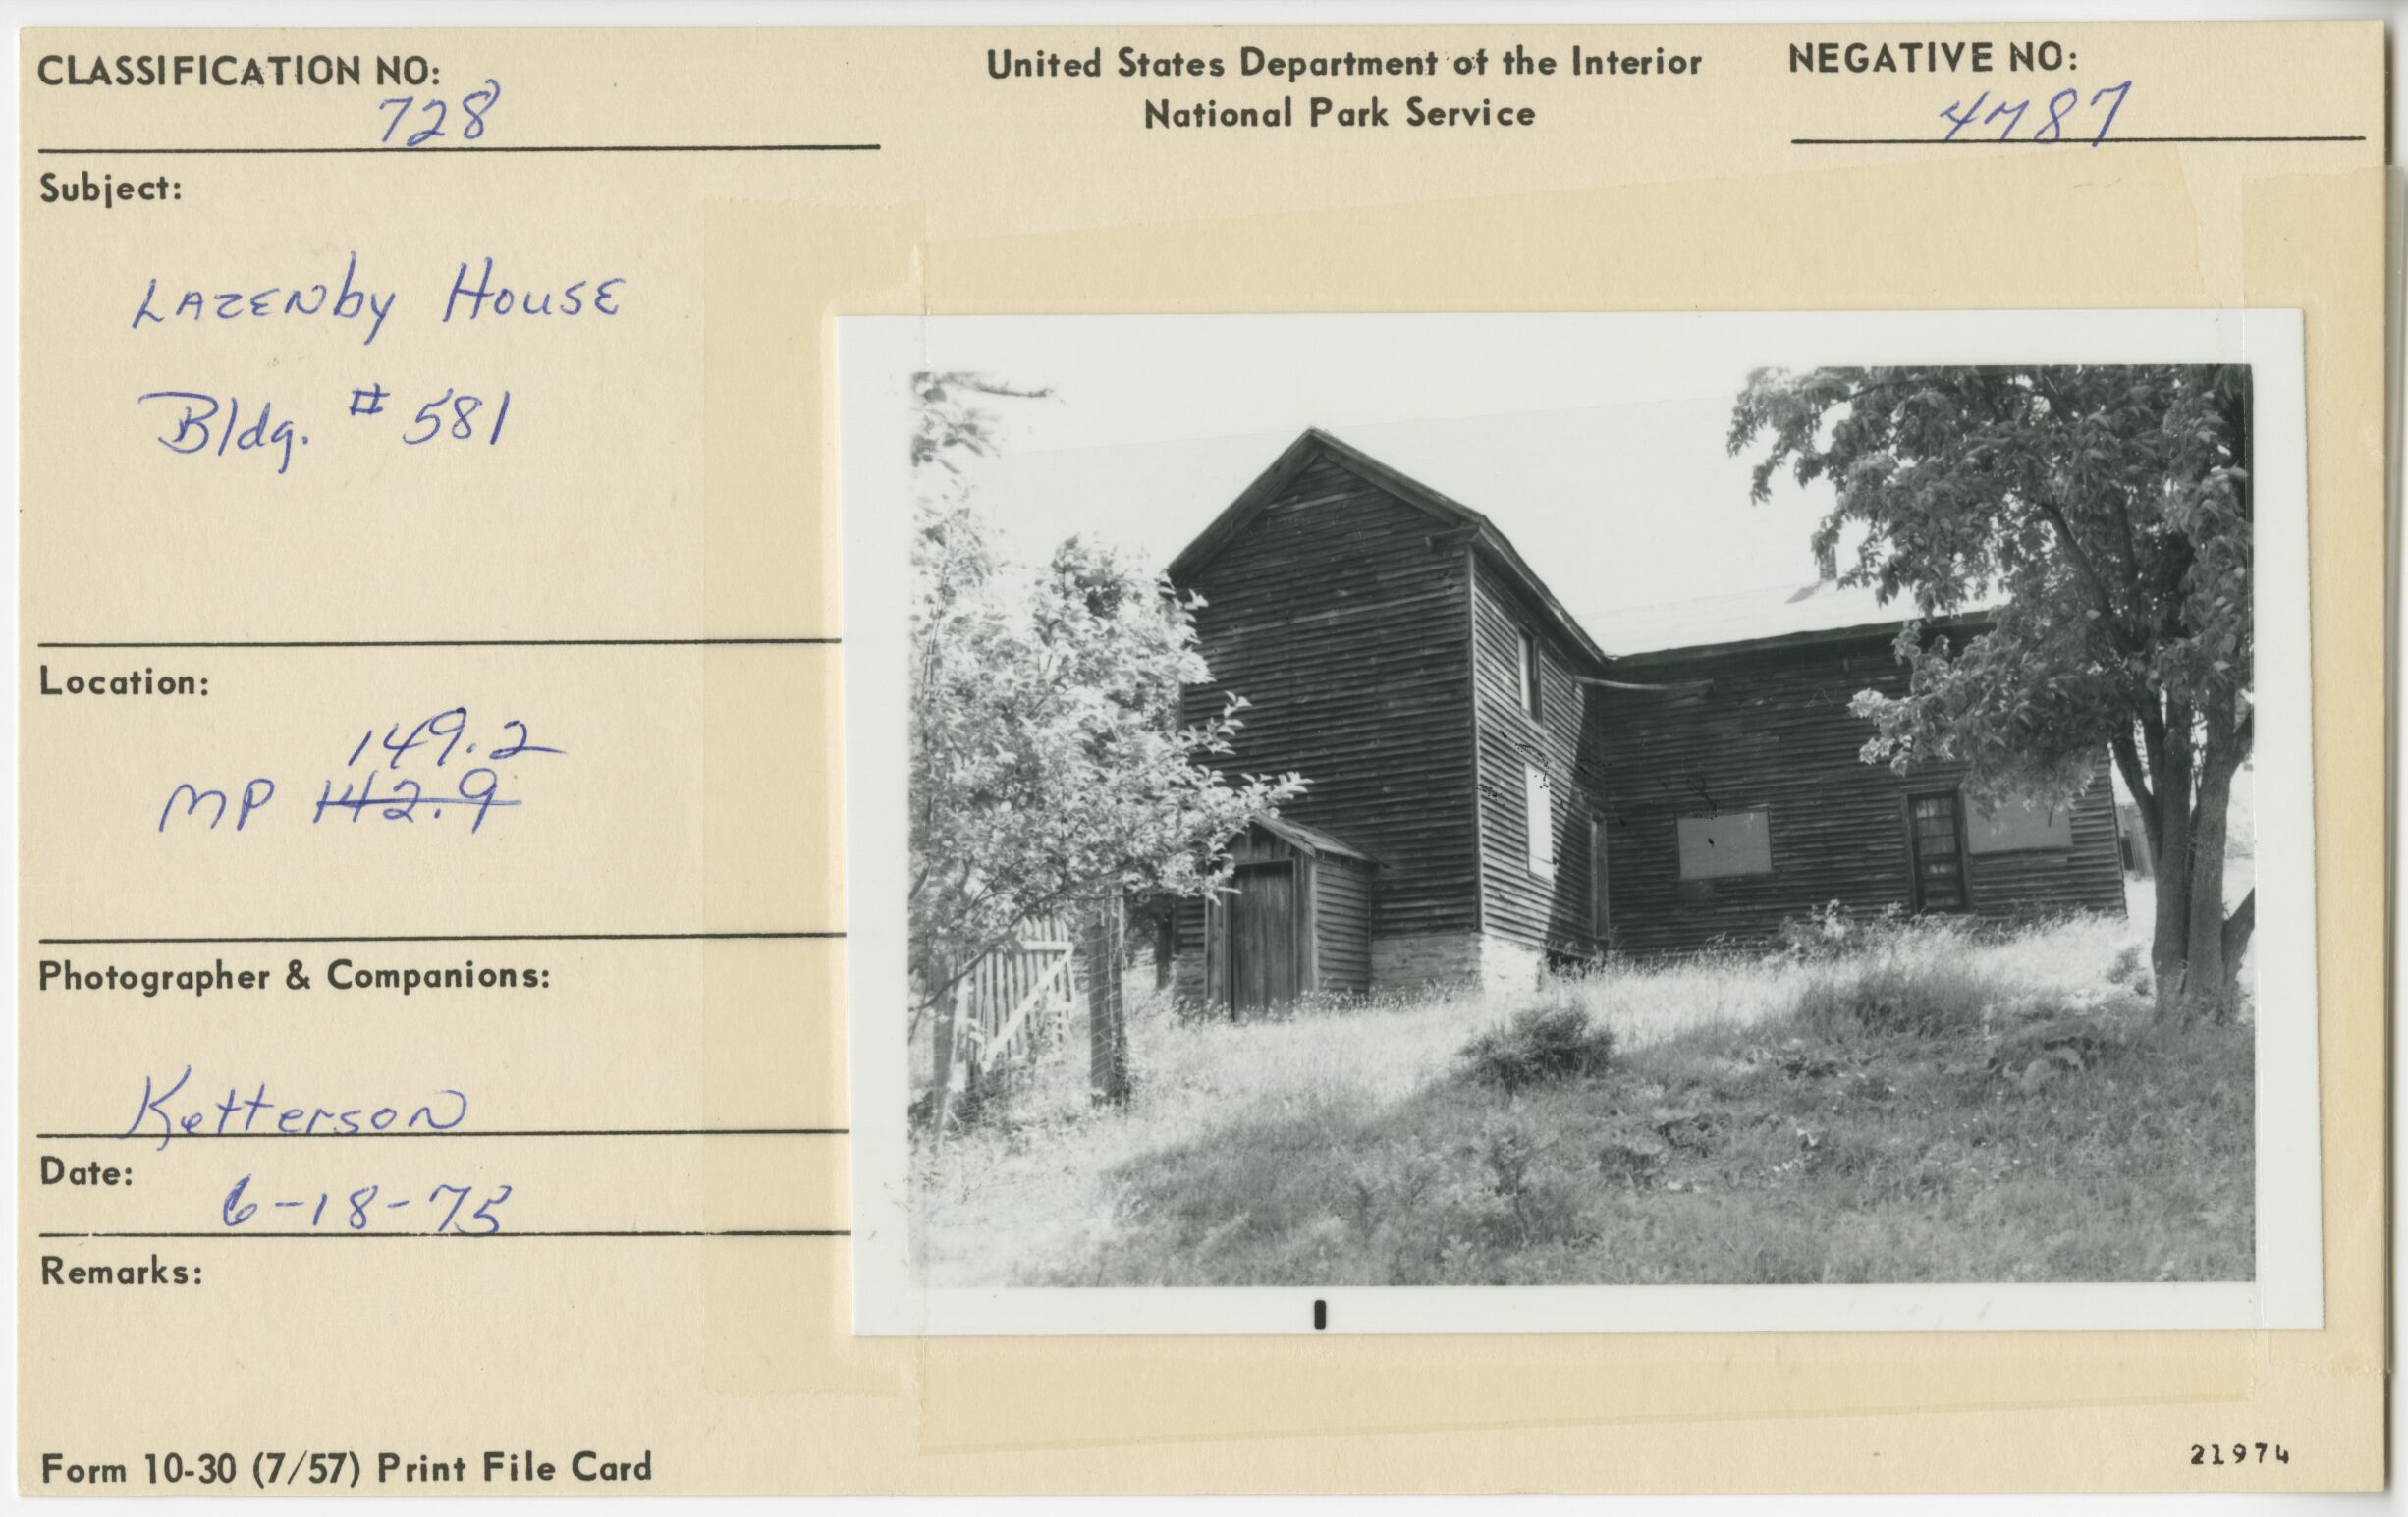 CLASSIFICATION NO:
728
United States Department of the Interior
National Park Service
NEGATIVE NO:
4787
Subject:
LAZENby HOUSE
Bldg. # 581
Location:
149.2
MP 142.9
Photographer & Companions:
Ketterson
Date:
6-18-75
Remarks:
Form 10-30 (7/57) Print File Card
21974